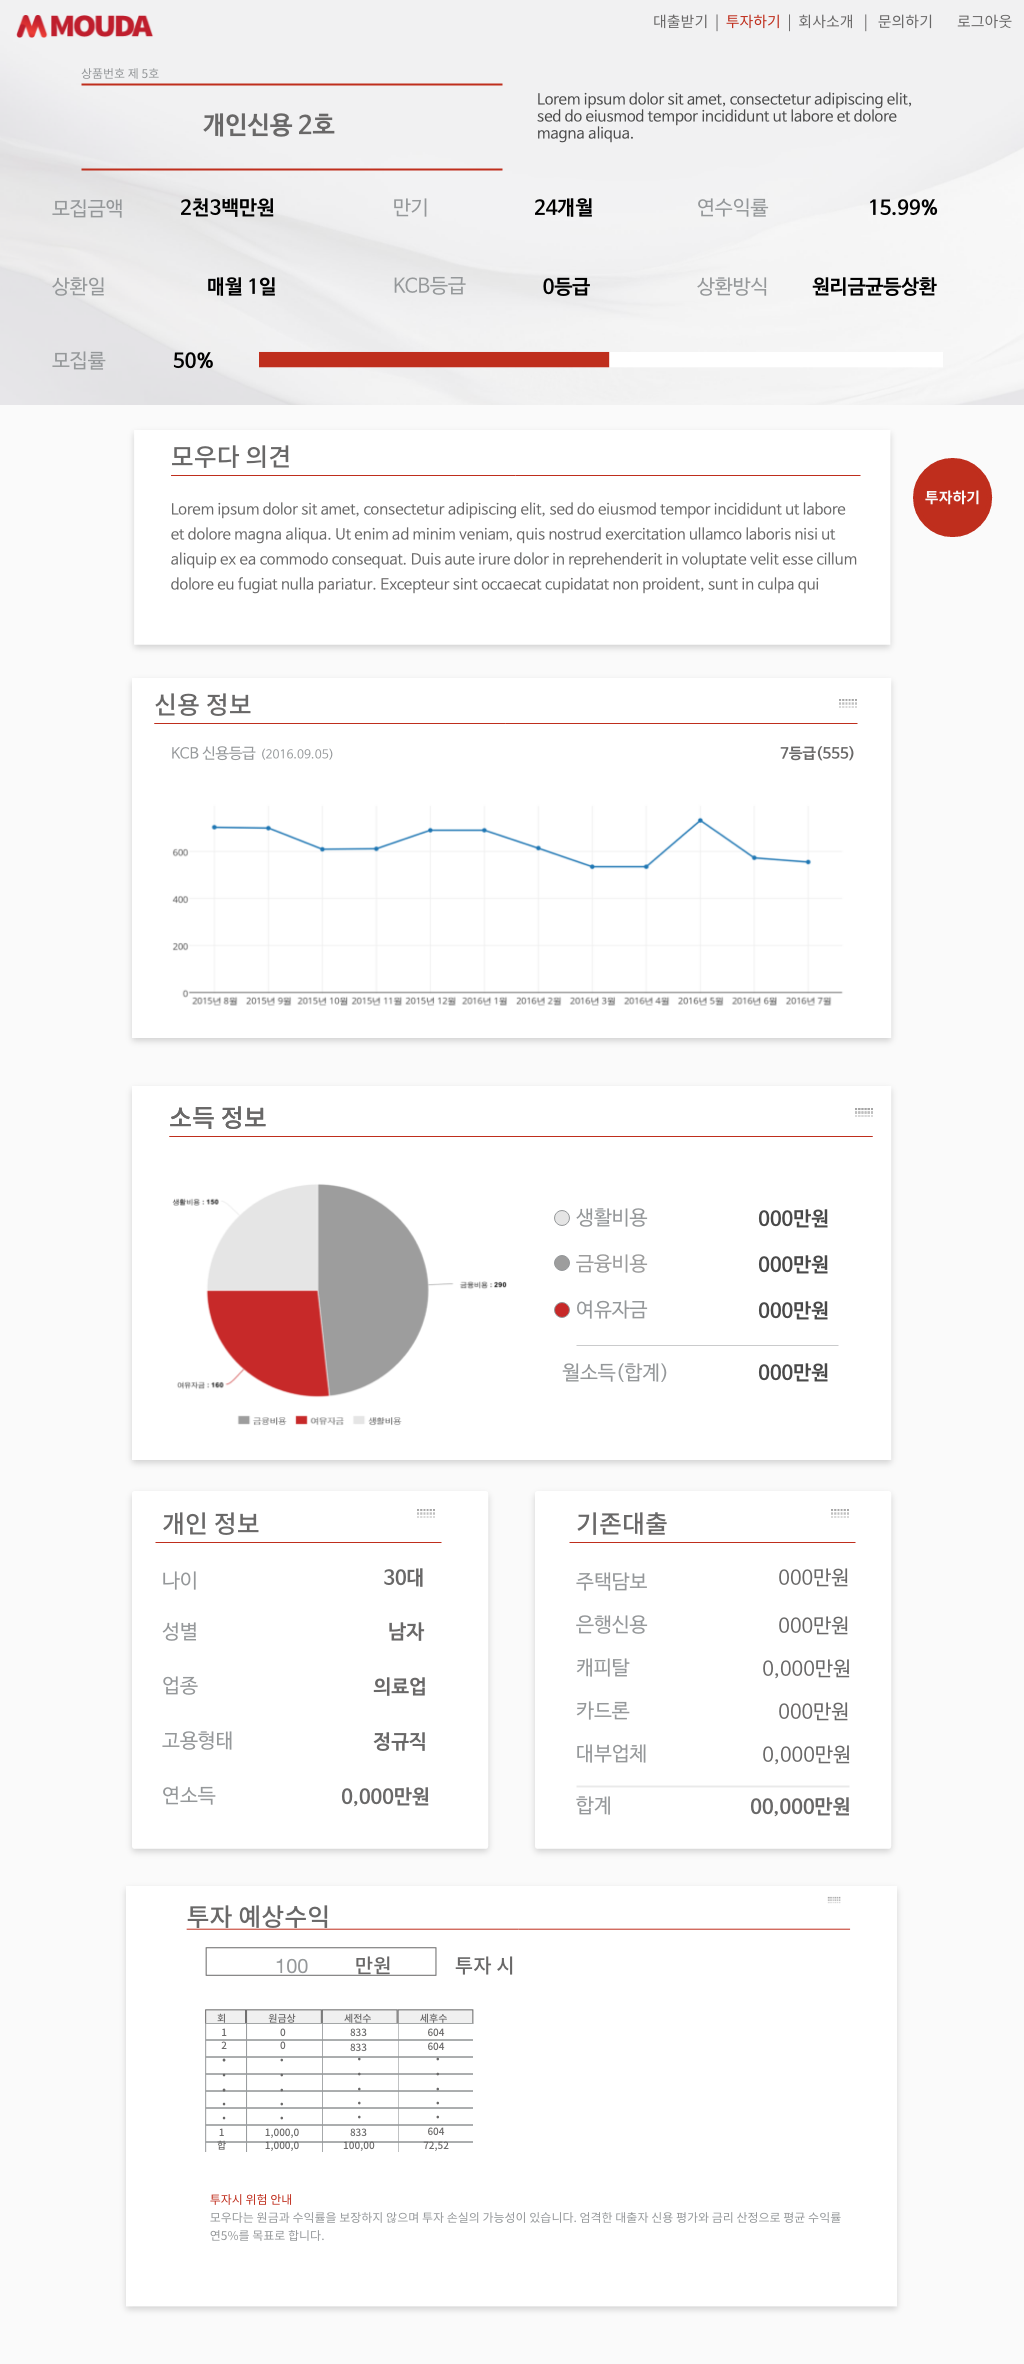 MOUDA
대출받기 | 투자하기 | 회사소개 | 문의하기 로그아웃
상품번호 제 5호
개인신용 2호
Lorem ipsum dolor sit amet, consectetur adipiscing elit,
sed do eiusmod tempor incididunt ut labore et dolore
magna aliqua.
모집금액 2천3백만원 만기 24개월 연수익률 15.99%
상환일 매월 1일 KCB등급 0등급 상환방식 원리금균등상환
모집률 50%
모우다 의견
Lorem ipsum dolor sit amet, consectetur adipiscing elit, sed do eiusmod tempor incididunt ut labore
et dolore magna aliqua. Ut enim ad minim veniam, quis nostrud exercitation ullamco laboris nisi ut
aliquip ex ea commodo consequat. Duis aute irure dolor in reprehenderit in voluptate velit esse cillum
dolore eu fugiat nulla pariatur. Excepteur sint occaecat cupidatat non proident, sunt in culpa qui
투자하기
신용 정보
KCB 신용등급 (2016.09.05) 7등급(555)
600
400
200
0
2015년 8월 2015년 9월 2015년 10월 2015년 11월 2015년 12월 2016년 1월 2016년 2월 2016년 3월 2016년 4월 2016년 5월 2016년 6월 2016년 7월
소득 정보
생활비용 : 150
금융비용 : 290
여유자금 : 160
금융비용 여유자금 생활비용
생활비용 000만원
금융비용 000만원
여유자금 000만원
월소득(합계) 000만원
개인 정보
나이 30대
성별 남자
업종 의료업
고용형태 정규직
연소득 0,000만원
기존대출
주택담보 000만원
은행신용 000만원
캐피탈 0,000만원
카드론 000만원
대부업체 0,000만원
합계 00,000만원
투자 예상수익
100 만원 투자 시
회 원금상 세전수 세후수
1 0 833 604
2 0 833 604
• • • •
• • • •
• • • •
• • • •
• • • •
1 1,000,0 833 604
합 1,000,0 100,00 72,52
투자시 위험 안내
모우다는 원금과 수익률을 보장하지 않으며 투자 손실의 가능성이 있습니다. 엄격한 대출자 신용 평가와 금리 산정으로 평균 수익률
연5%를 목표로 합니다.